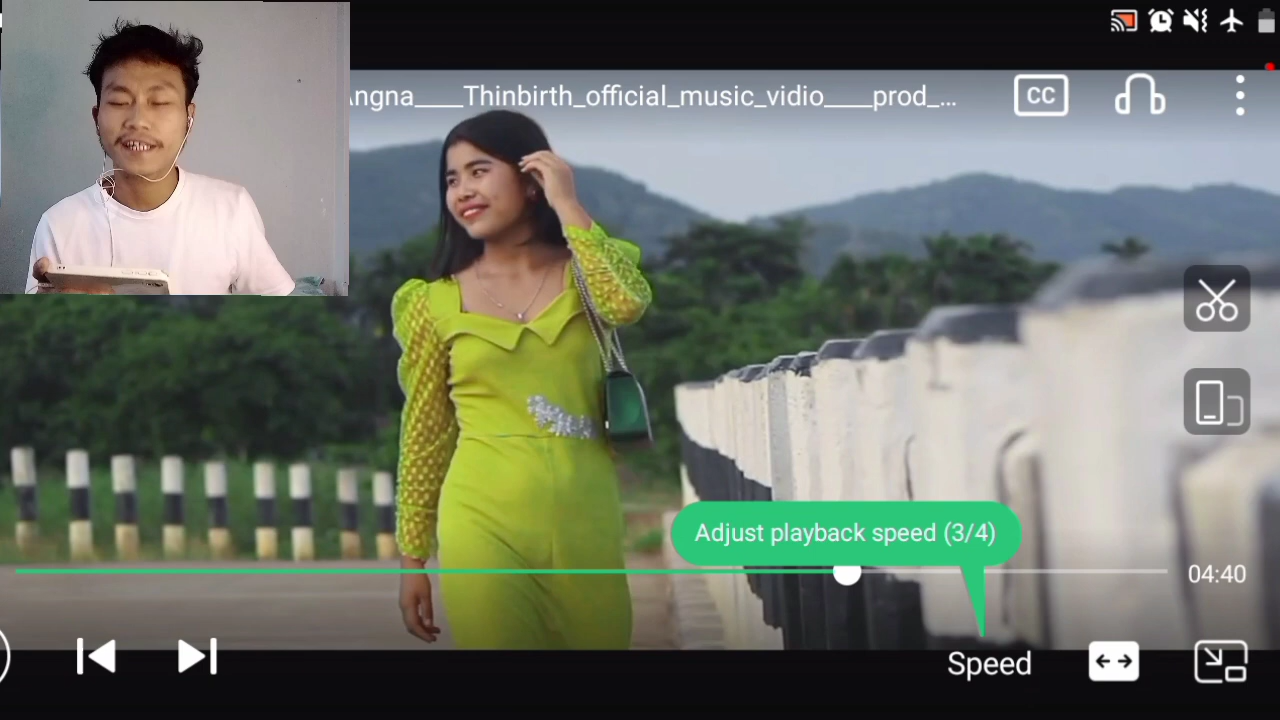 Angna____Thinbirth_official_music_vidio____prod_...
CC
Adjust playback speed (3/4)
04:40
Speed